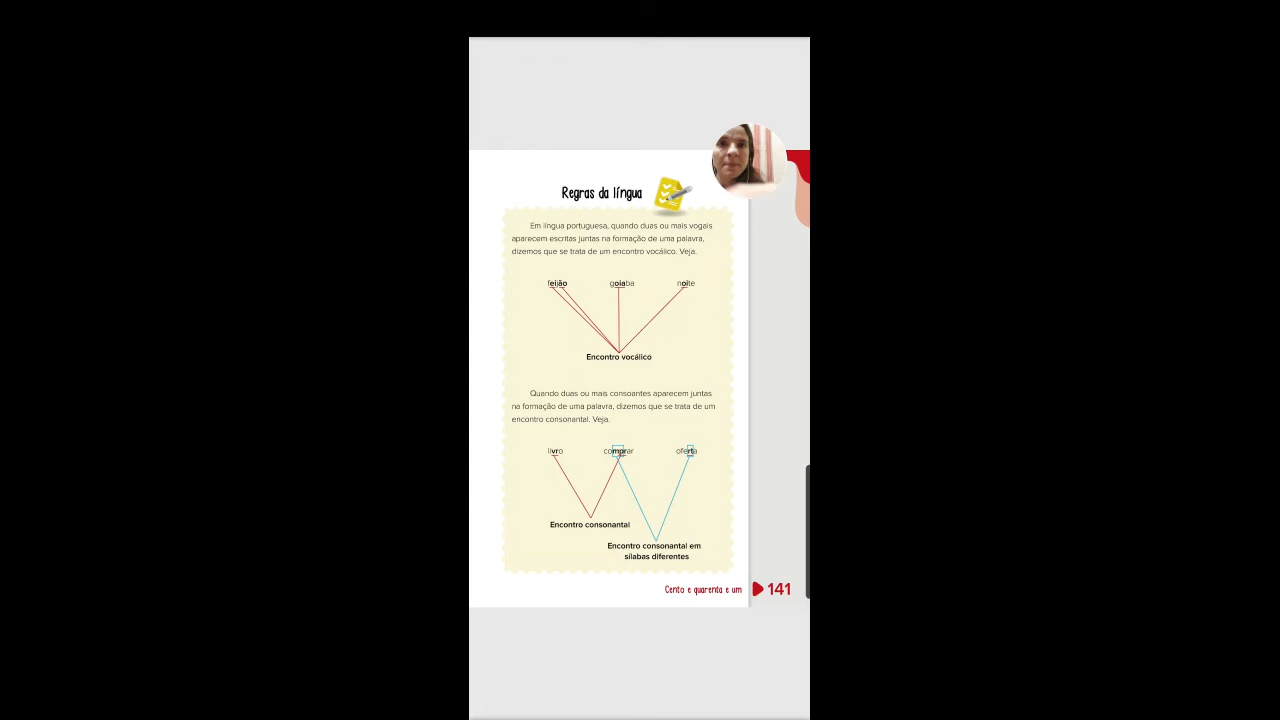 Regras da língua
Em língua portuguesa, quando duas ou mais vogais
aparecem escritas juntas na formação de uma palavra,
dizemos que se trata de um encontro vocálico. Veja.
feijão goiaba noite
Encontro vocálico
Quando duas ou mais consoantes aparecem juntas
na formação de uma palavra, dizemos que se trata de um
encontro consonantal. Veja.
livro comprar oferta
Encontro consonantal
Encontro consonantal em
sílabas diferentes
Cento e quarenta e um 141